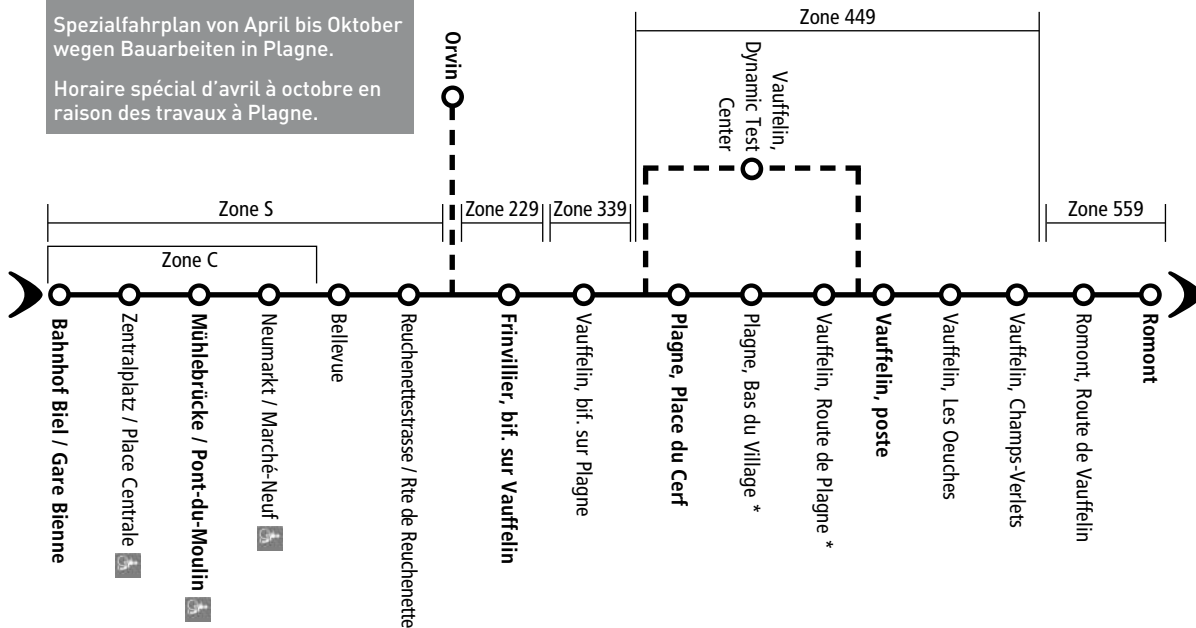 Spezialfahrplan von April bis Oktober
wegen Bauarbeiten in Plagne.
Horaire spécial d'avril à octobre en
raison des travaux à Plagne.
Zone 449
Orvin
Vauffelin,
Dynamic Test
Center
Zone S
Zone 229
Zone 339
Zone 559
Zone C
Bahnhof Biel / Gare Bienne
Zentralplatz / Place Centrale
Mühlebrücke / Pont-du-Moulin
Neumarkt / Marché-Neuf
Bellevue
Reuchenettestrasse / Rte de Reuchenette
Frinvillier, bif. sur Vauffelin
Vauffelin, bif. sur Plagne
Plagne, Place du Cerf
Plagne, Bas du Village *
Vauffelin, Route de Plagne *
Vauffelin, poste
Vauffelin, Les Oeuches
Vauffelin, Champs-Verlets
Romont, Route de Vauffelin
Romont